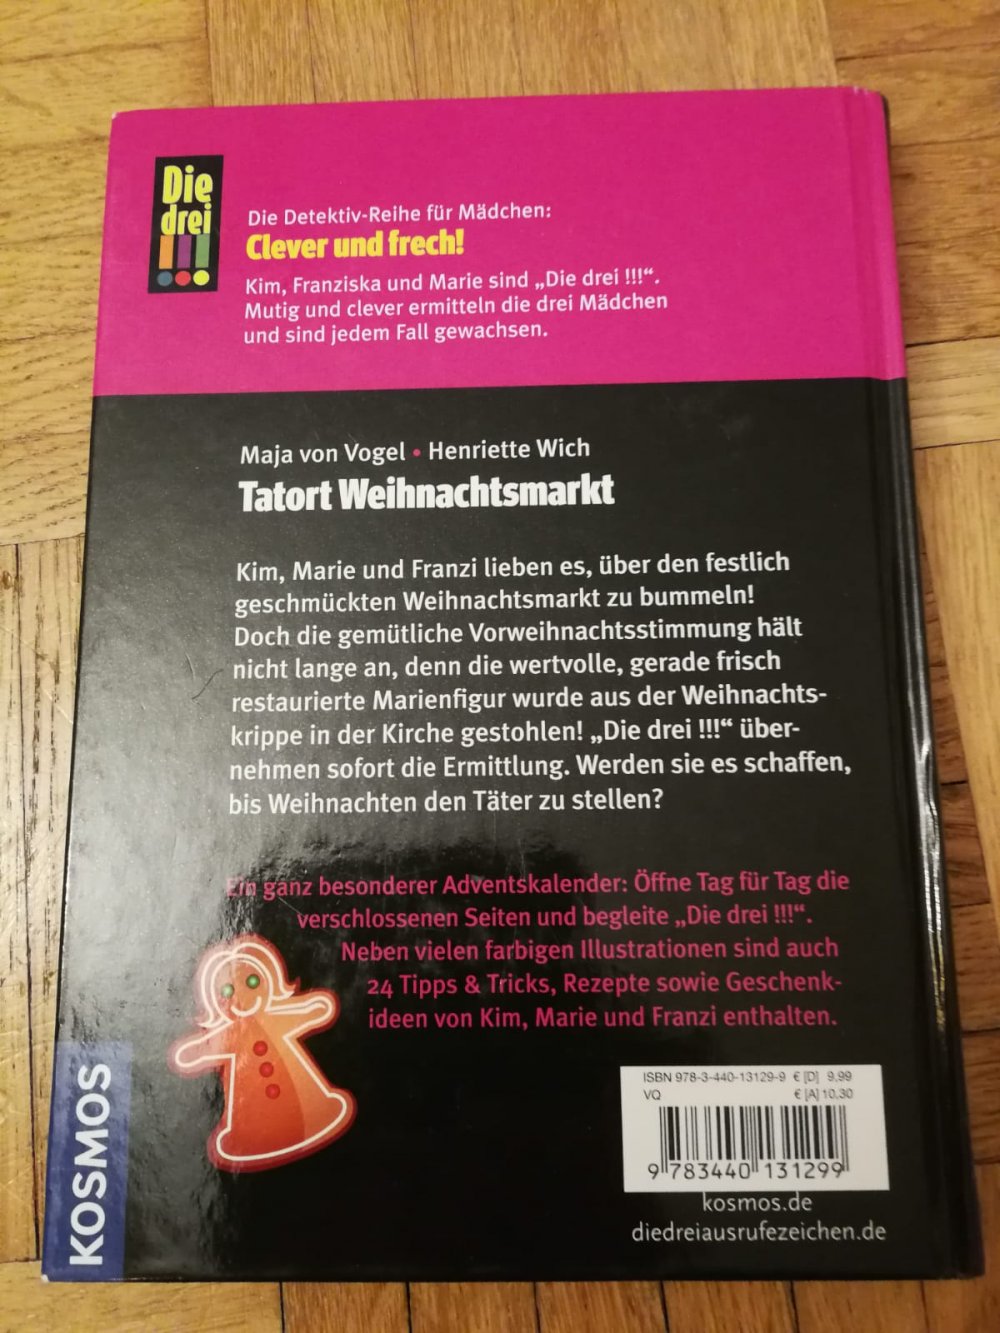 Die
drei
!!!
Die Detektiv-Reihe für Mädchen:
Clever und frech!
Kim, Franziska und Marie sind „Die drei !!!“.
Mutig und clever ermitteln die drei Mädchen
und sind jedem Fall gewachsen.
Maja von Vogel • Henriette Wich
Tatort Weihnachtsmarkt
Kim, Marie und Franzi lieben es, über den festlich
geschmückten Weihnachtsmarkt zu bummeln!
Doch die gemütliche Vorweihnachtsstimmung hält
nicht lange an, denn die wertvolle, gerade frisch
restaurierte Marienfigur wurde aus der Weihnachts-
krippe in der Kirche gestohlen! „Die drei !!!“ über-
nehmen sofort die Ermittlung. Werden sie es schaffen,
bis Weihnachten den Täter zu stellen?
Ein ganz besonderer Adventskalender: Öffne Tag für Tag die
verschlossenen Seiten und begleite „Die drei !!!“.
Neben vielen farbigen Illustrationen sind auch
24 Tipps & Tricks, Rezepte sowie Geschenk-
ideen von Kim, Marie und Franzi enthalten.
KOSMOS
ISBN 978-3-440-13129-9 € [D] 9,99
VQ € [A] 10,30
9 783440 131299
kosmos.de
diedreiausrufezeichen.de